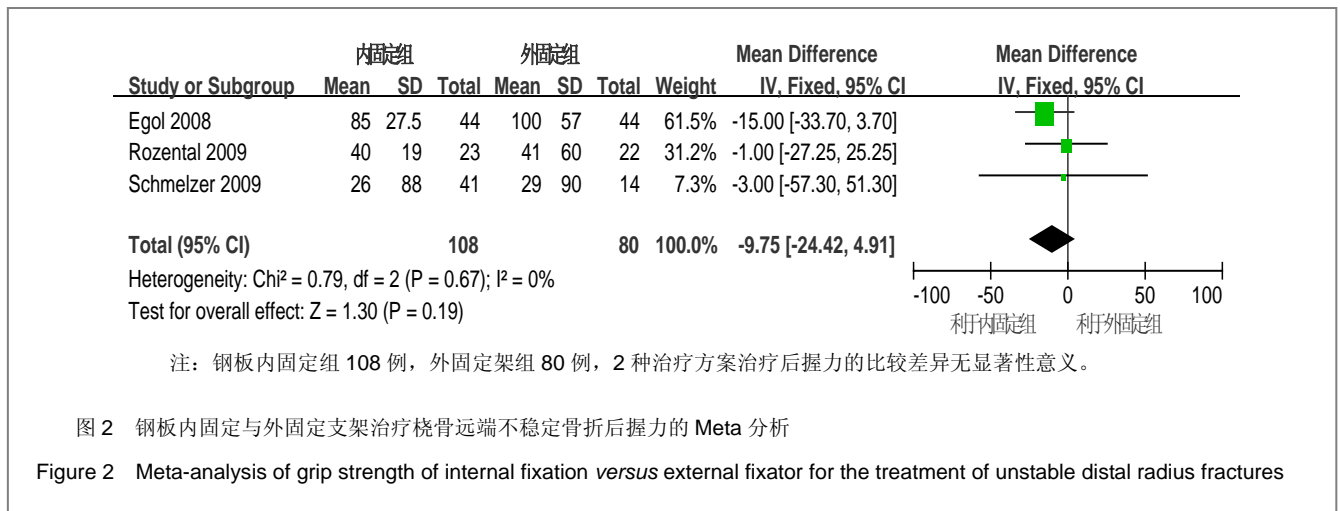 内固定组 外固定组 Mean Difference Mean Difference
Study or Subgroup Mean SD Total Mean SD Total Weight IV, Fixed, 95% CI IV, Fixed, 95% CI
Egol 2008 85 27.5 44 100 57 44 61.5% -15.00 [-33.70, 3.70]
Rozental 2009 40 19 23 41 60 22 31.2% -1.00 [-27.25, 25.25]
Schmelzer 2009 26 88 41 29 90 14 7.3% -3.00 [-57.30, 51.30]
Total (95% CI) 108 80 100.0% -9.75 [-24.42, 4.91]
Heterogeneity: Chi² = 0.79, df = 2 (P = 0.67); I² = 0%
Test for overall effect: Z = 1.30 (P = 0.19)
-100 -50 0 50 100
利于内固定组 利于外固定组
注：钢板内固定组 108 例，外固定架组 80 例，2 种治疗方案治疗后握力的比较差异无显著性意义。
图 2 钢板内固定与外固定支架治疗桡骨远端不稳定骨折后握力的 Meta 分析
Figure 2 Meta-analysis of grip strength of internal fixation versus external fixator for the treatment of unstable distal radius fractures